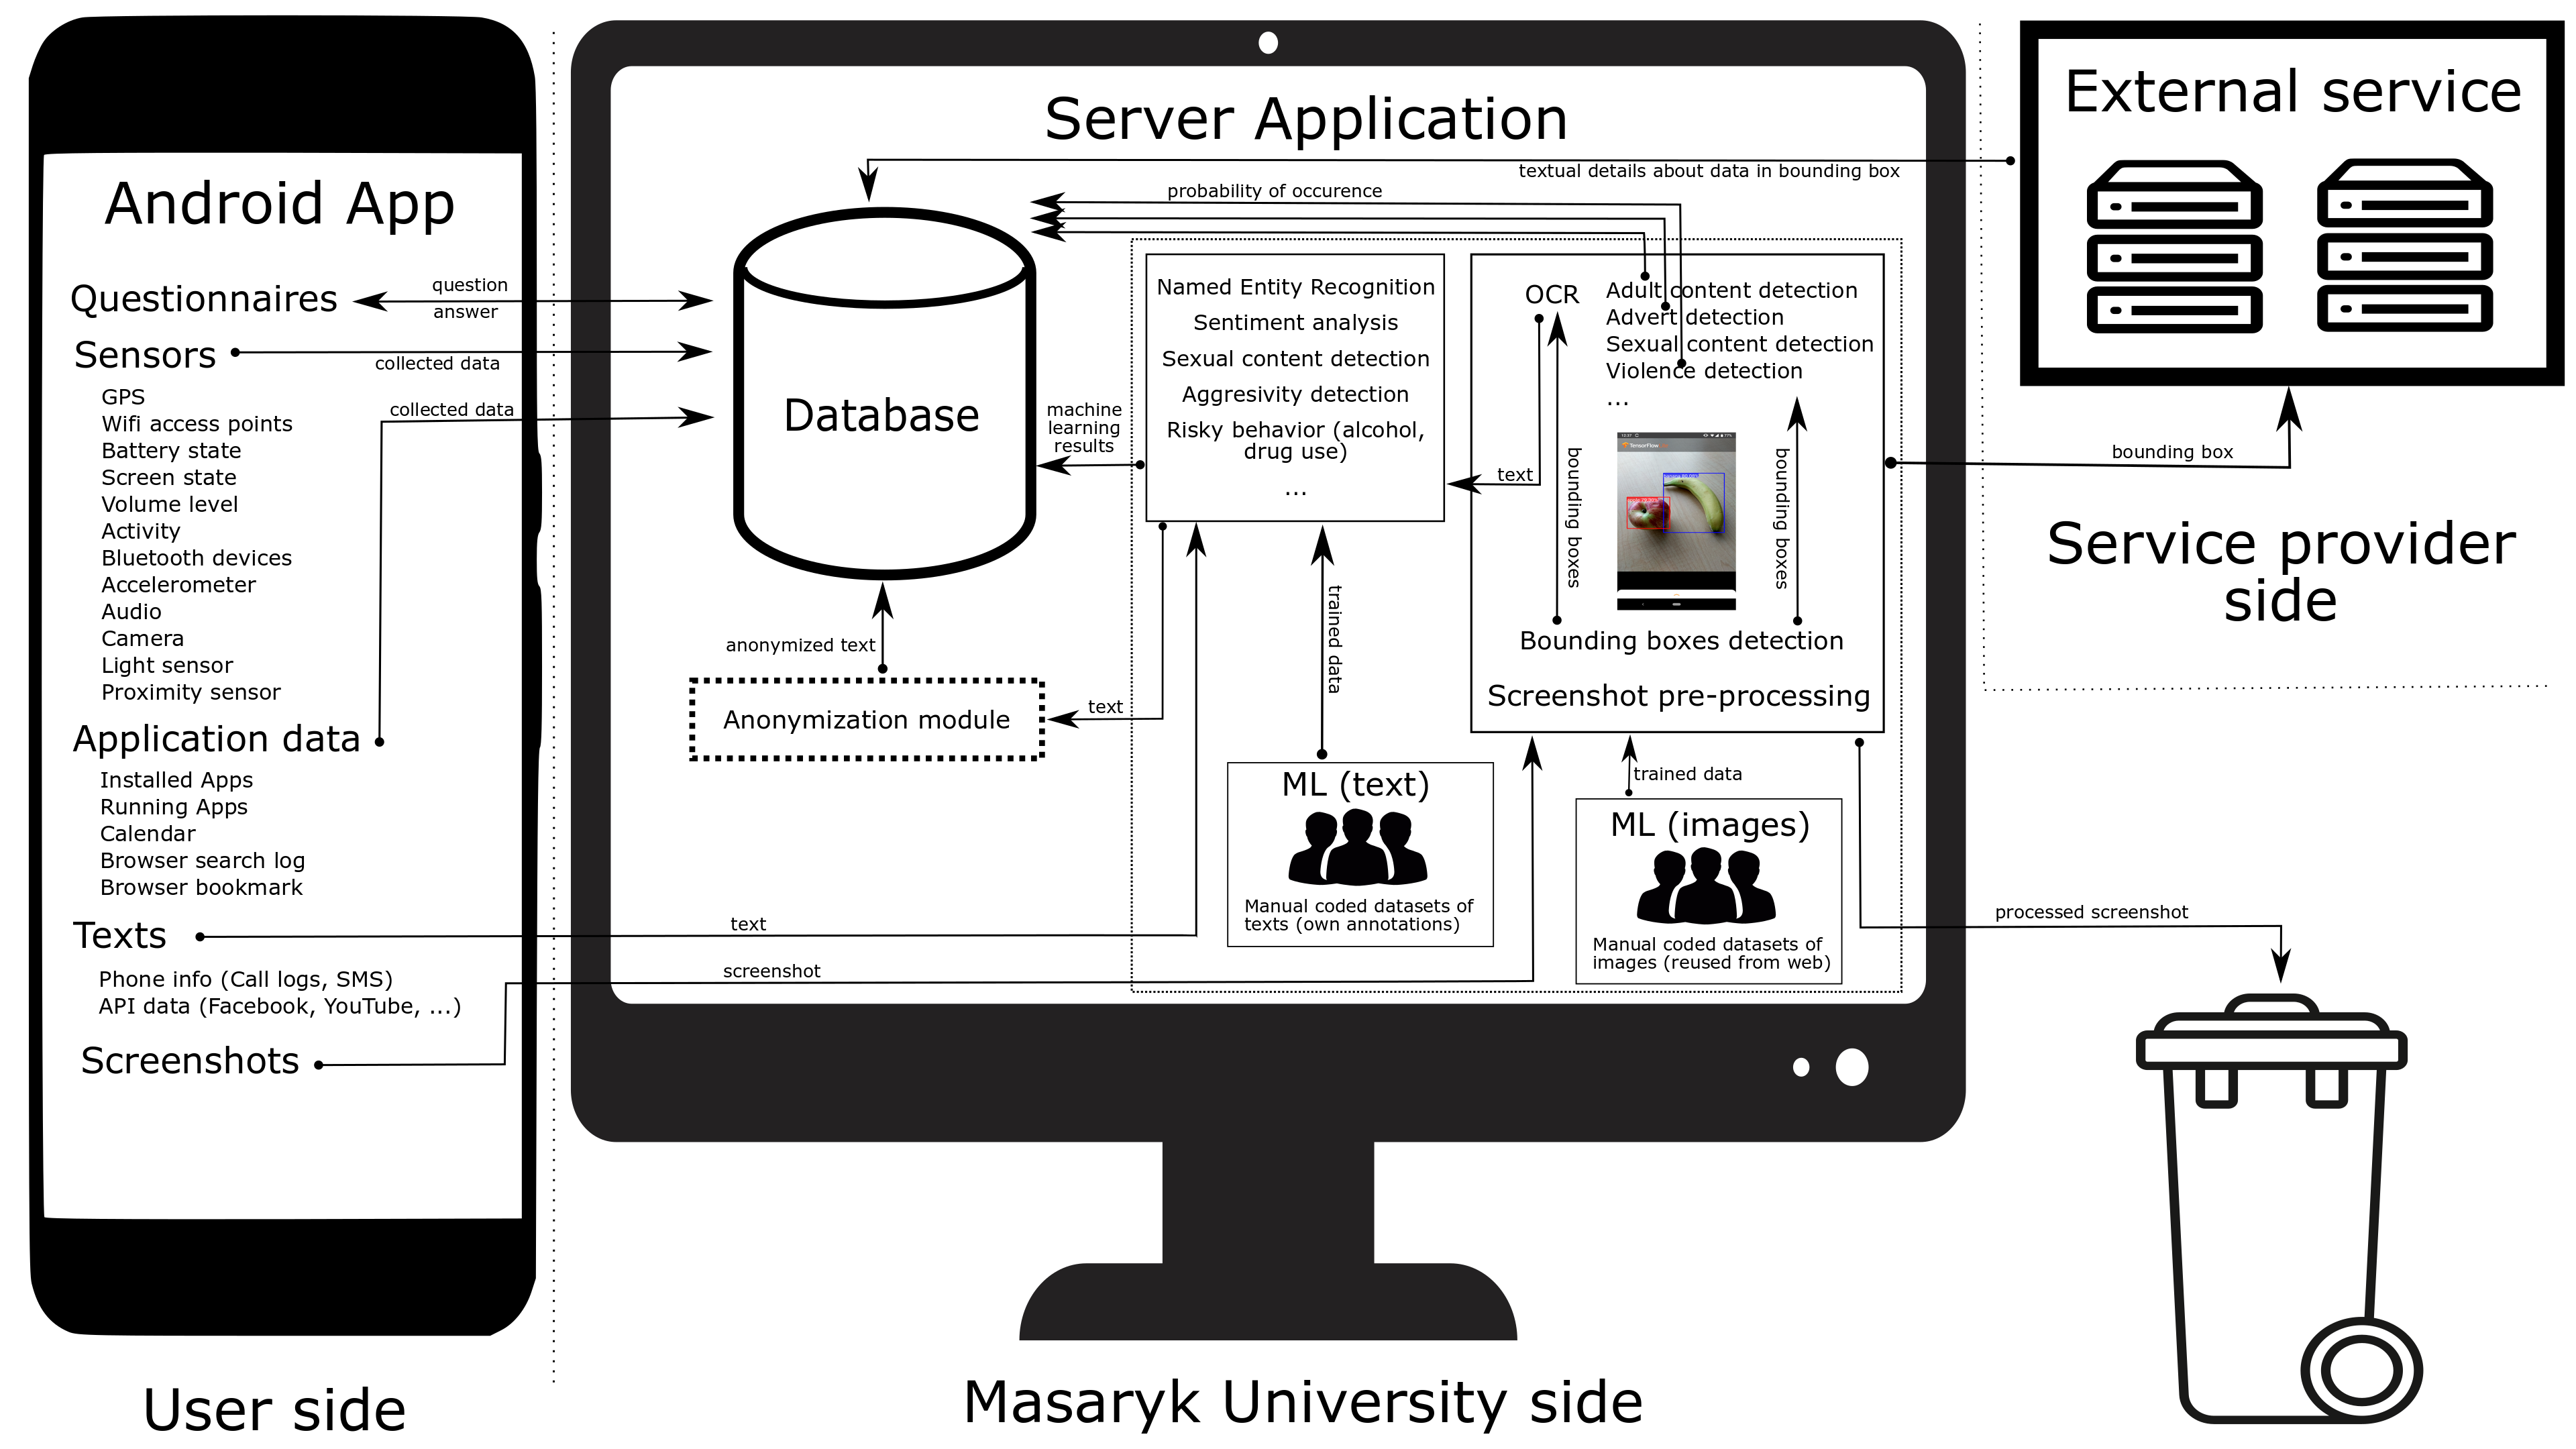 Android App
Questionnaires
question
answer
Sensors
collected data
GPS
Wifi access points
Battery state
Screen state
Volume level
Activity
Bluetooth devices
Accelerometer
Audio
Camera
Light sensor
Proximity sensor
collected data
Application data
Installed Apps
Running Apps
Calendar
Browser search log
Browser bookmark
Texts
text
Phone info (Call logs, SMS)
API data (Facebook, YouTube, ...)
Screenshots
screenshot
User side
Server Application
textual details about data in bounding box
probability of occurence
Database
machine
learning
results
anonymized text
Anonymization module
text
Named Entity Recognition
Sentiment analysis
Sexual content detection
Aggresivity detection
Risky behavior (alcohol,
drug use)
...
text
OCR
Adult content detection
Advert detection
Sexual content detection
Violence detection
...
bounding boxes
TensorFlow
bounding boxes
Bounding boxes detection
Screenshot pre-processing
trained data
ML (text)
Manual coded datasets of
texts (own annotations)
trained data
ML (images)
Manual coded datasets of
images (reused from web)
Masaryk University side
External service
bounding box
Service provider
side
processed screenshot